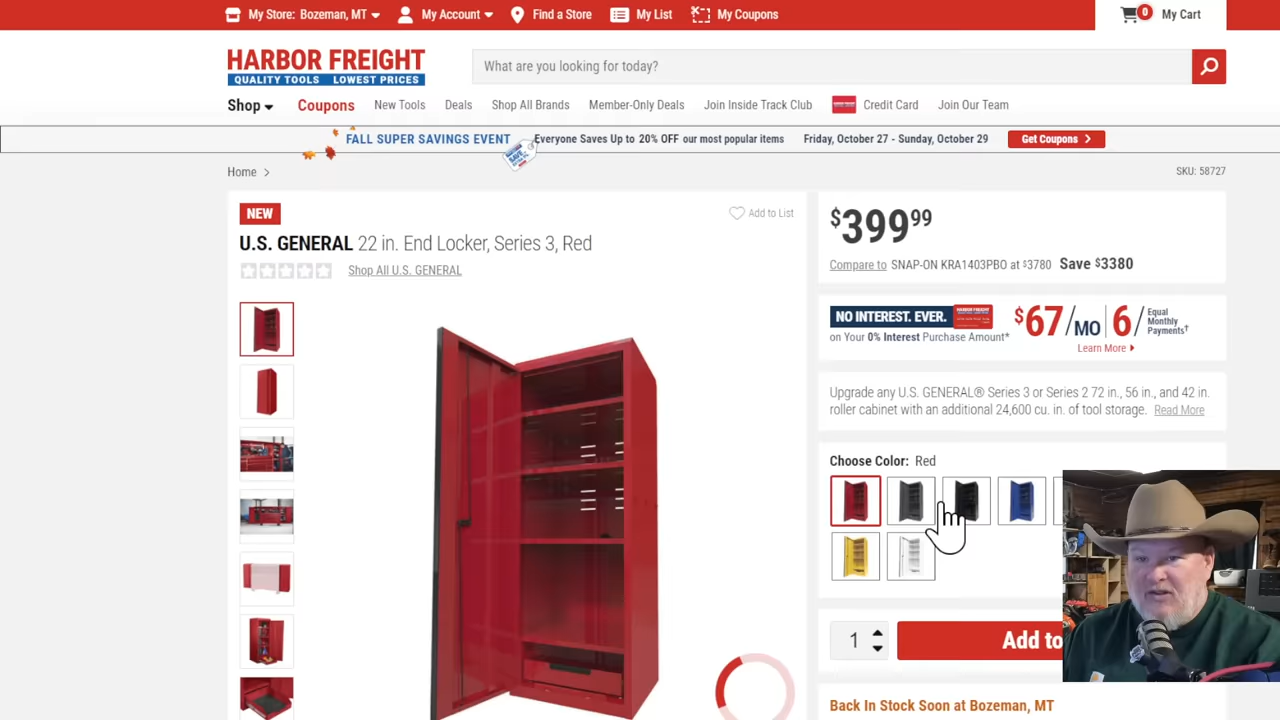 My Store: Bozeman, MT
My Account
Find a Store
My List
My Coupons
0
My Cart
HARBOR FREIGHT
QUALITY TOOLS LOWEST PRICES
What are you looking for today?
Shop
Coupons
New Tools
Deals
Shop All Brands
Member-Only Deals
Join Inside Track Club
Credit Card
Join Our Team
FALL SUPER SAVINGS EVENT
Everyone Saves Up to 20% OFF our most popular items
Friday, October 27 - Sunday, October 29
Get Coupons
Home >
SKU: 58727
NEW
Add to List
U.S. GENERAL 22 in. End Locker, Series 3, Red
Shop All U.S. GENERAL
$399 99
Compare to SNAP-ON KRA1403PBO at $3780 Save $3380
NO INTEREST. EVER.
HARBOR FREIGHT
on Your 0% Interest Purchase Amount*
$67/MO
6
Equal
Monthly
Payments†
Learn More
Upgrade any U.S. GENERAL® Series 3 or Series 2 72 in., 56 in., and 42 in.
roller cabinet with an additional 24,600 cu. in. of tool storage. Read More
Choose Color: Red
1
Add to
Back In Stock Soon at Bozeman, MT